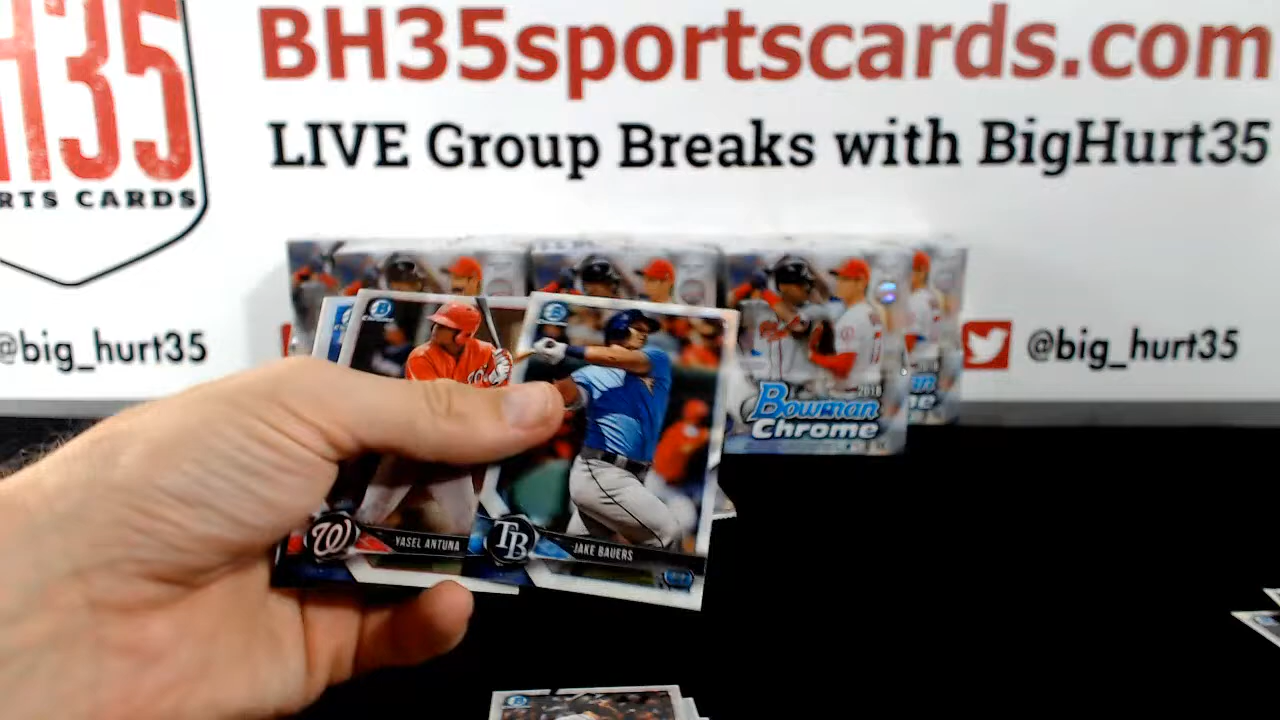 BH35sportscards.com
LIVE Group Breaks with BigHurt35
H35
RTS CARDS
@big_hurt35
@big_hurt35
2018
Bowman
Chrome
W
YASEL ANTUNA
TB
JAKE BAUERS